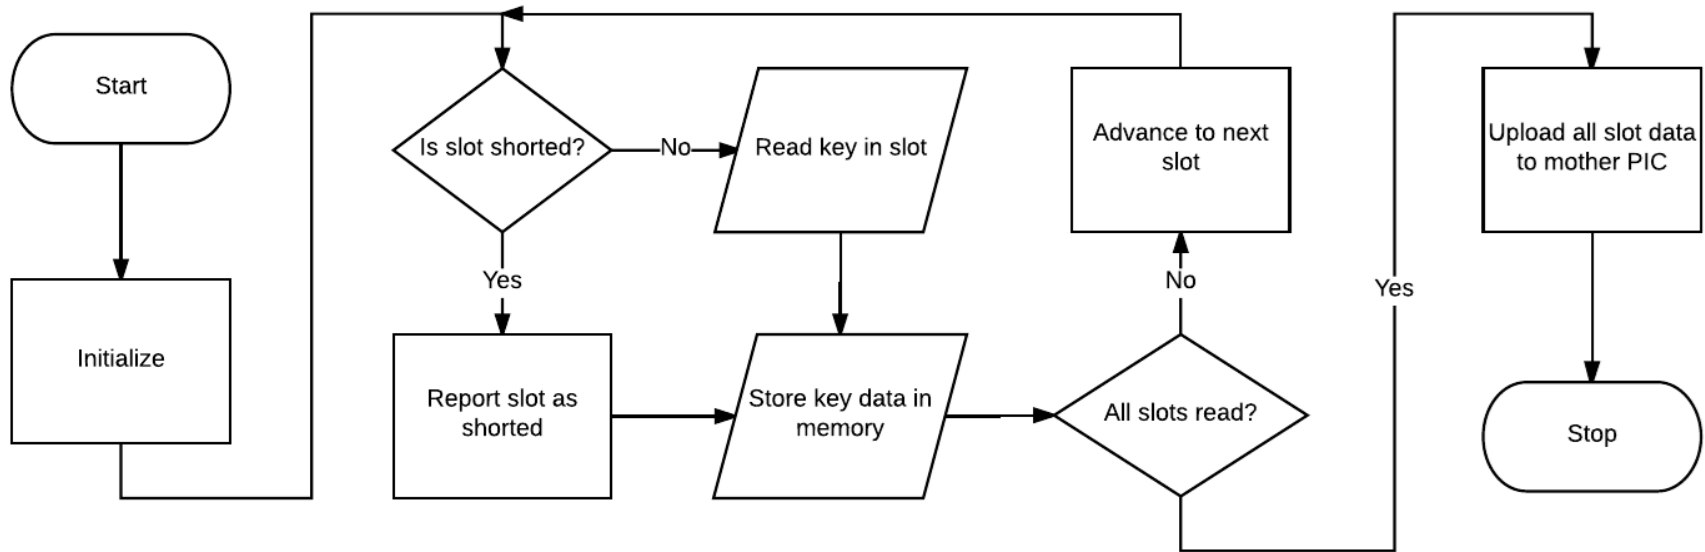 Start
Initialize
Is slot shorted?
No
Read key in slot
Yes
Report slot as
shorted
Store key data in
memory
All slots read?
No
Advance to next
slot
Yes
Upload all slot data
to mother PIC
Stop